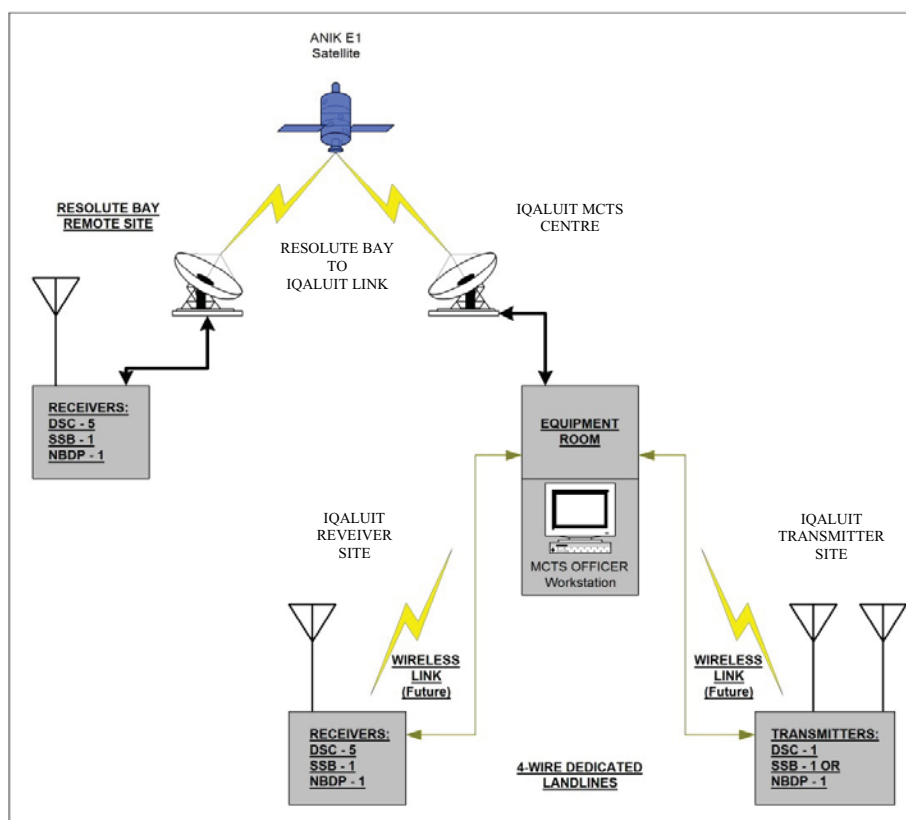 ANIK E1
Satellite
RESOLUTE BAY
REMOTE SITE
IQALUIT MCTS
CENTRE
RESOLUTE BAY
TO
IQALUIT LINK
RECEIVERS:
DSC - 5
SSB - 1
NBDP - 1
EQUIPMENT
ROOM
MCTS OFFICER
Workstation
IQALUIT
REVEIVER
SITE
IQALUIT
TRANSMITTER
SITE
WIRELESS
LINK
(Future)
WIRELESS
LINK
(Future)
RECEIVERS:
DSC - 5
SSB - 1
NBDP - 1
4-WIRE DEDICATED
LANDLINES
TRANSMITTERS:
DSC - 1
SSB - 1 OR
NBDP - 1